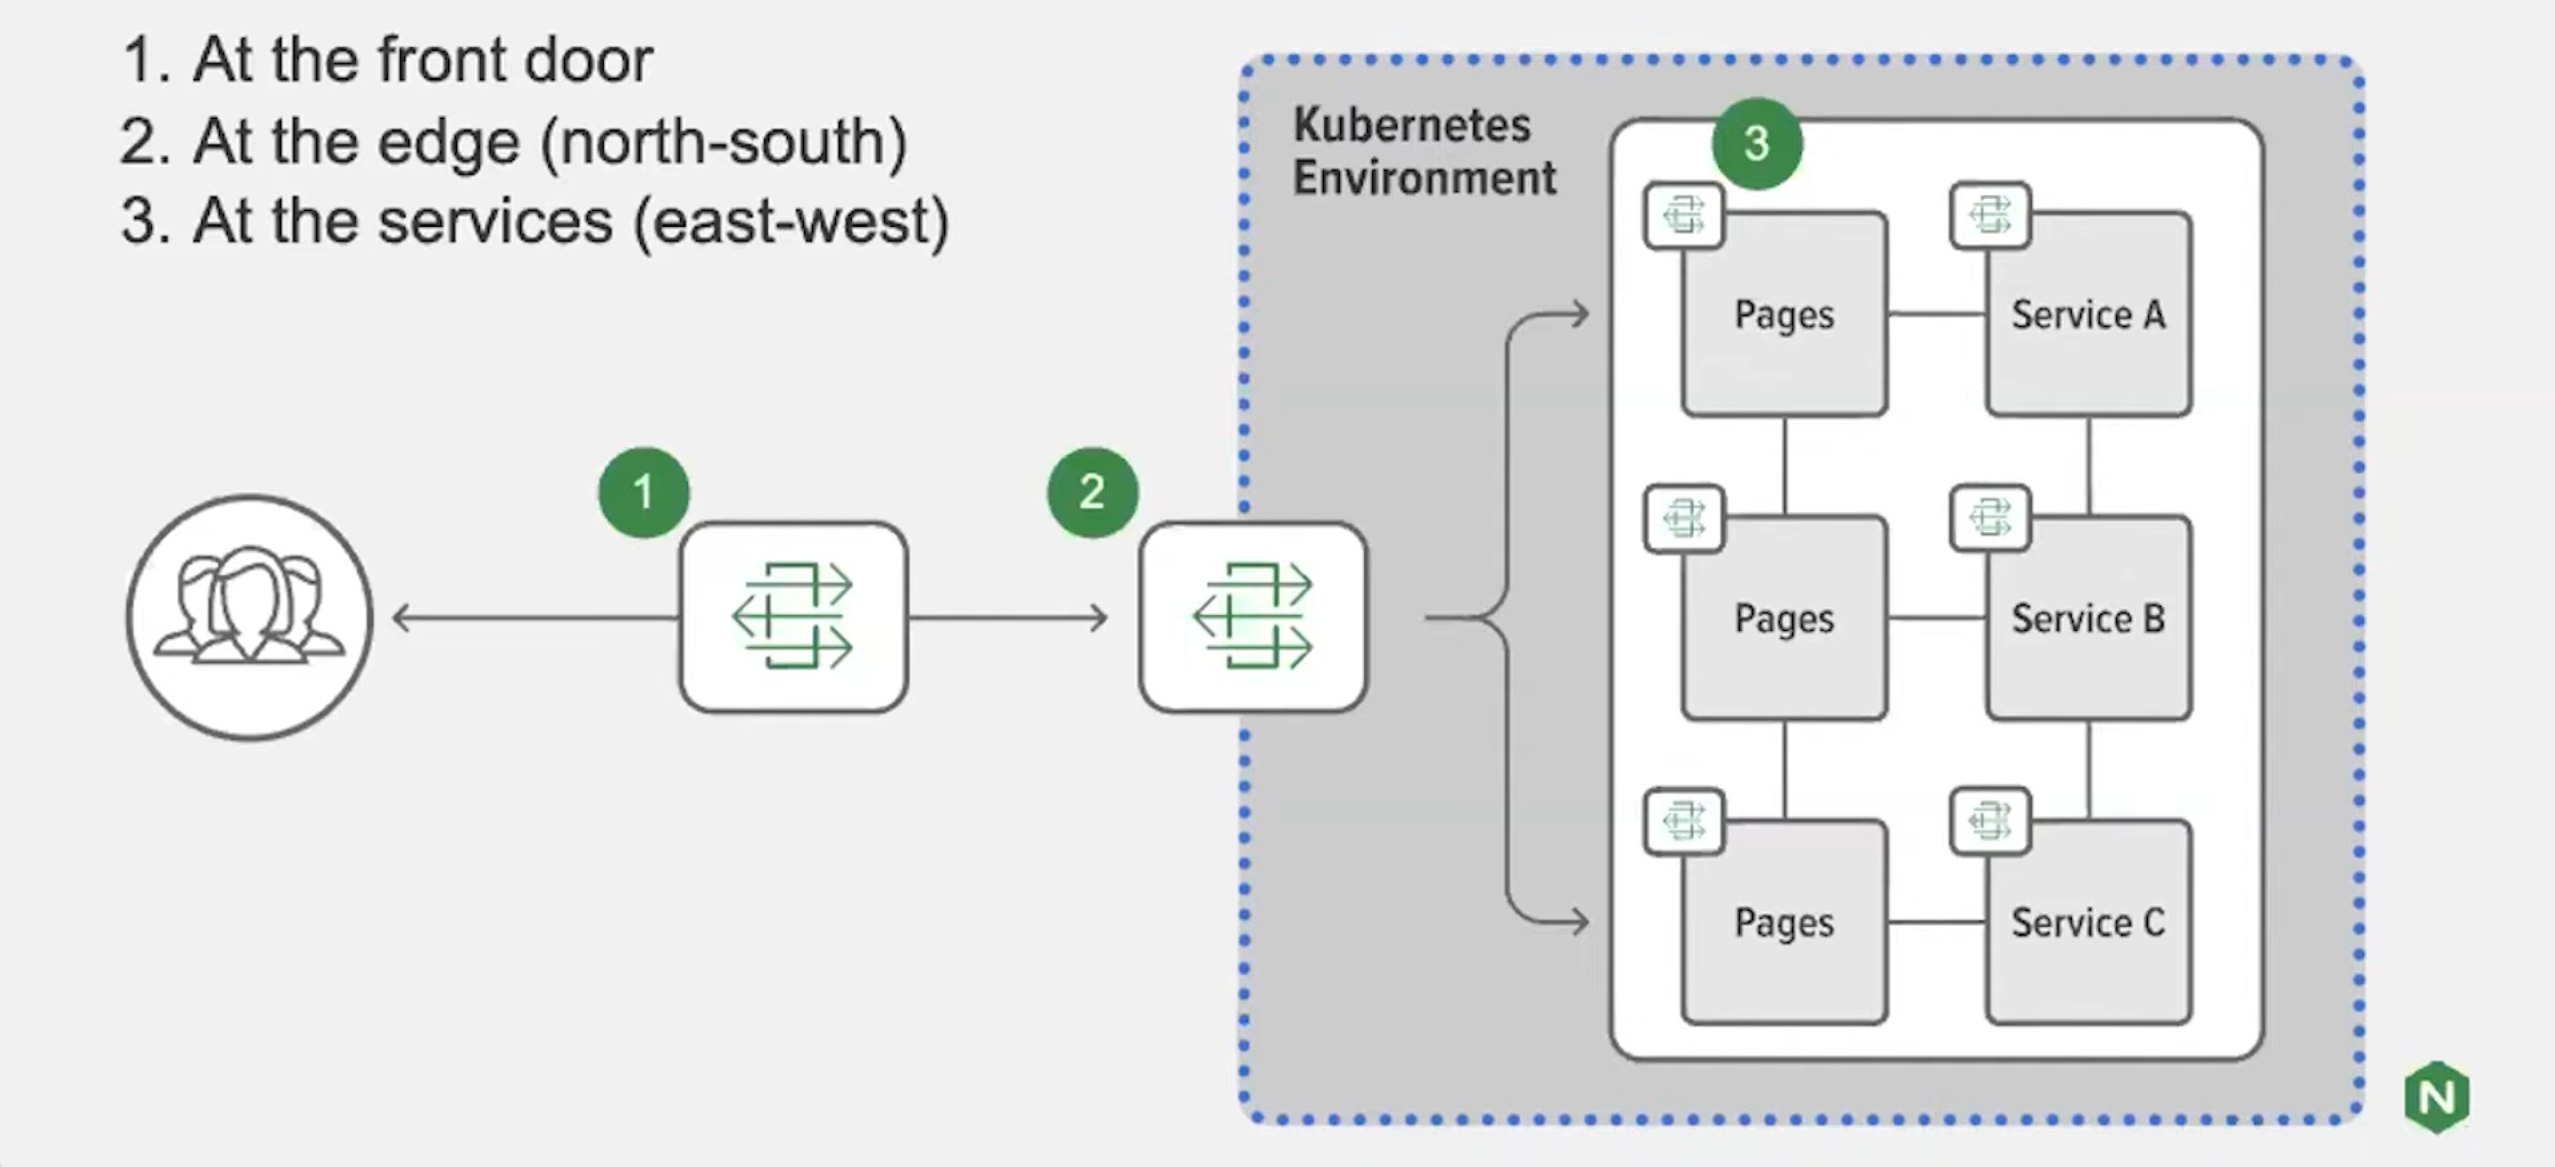 1. At the front door
2. At the edge (north-south)
3. At the services (east-west)
Kubernetes
Environment
3
Pages
Service A
1
2
Pages
Service B
Pages
Service C
N